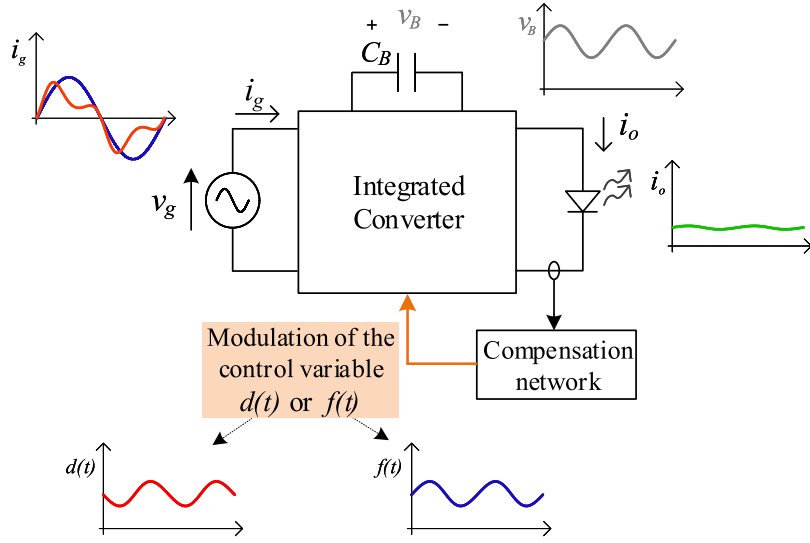 + v_B −
C_B
v_B
i_g
i_g
i_o
v_g
Integrated
Converter
i_o
Modulation of the
control variable
d(t) or f(t)
Compensation
network
d(t)
f(t)